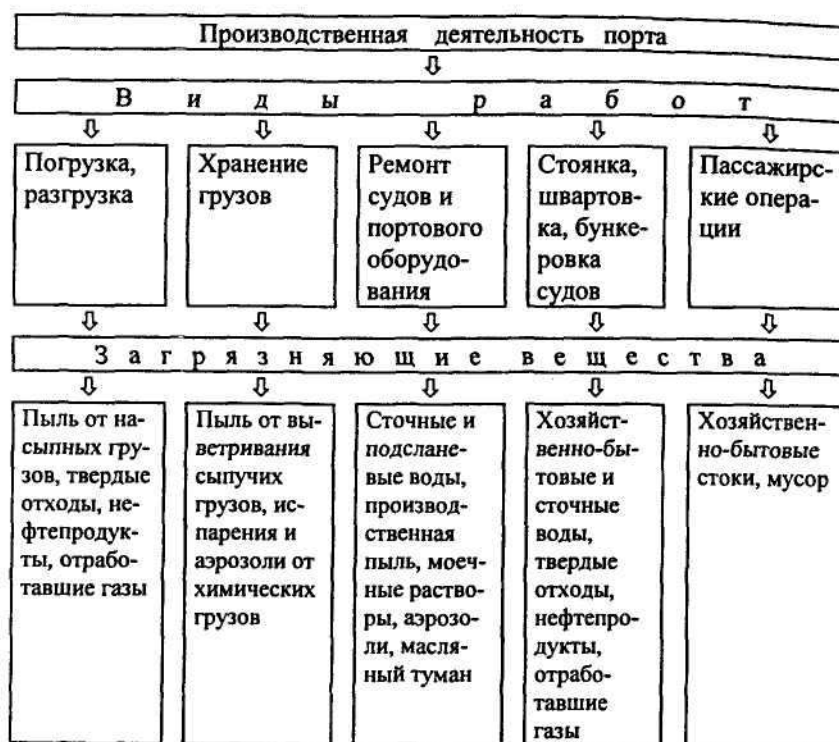 Производственная деятельность порта
Виды работ
Погрузка,
разгрузка
Хранение
грузов
Ремонт
судов и
портового
оборудо-
вания
Стоянка,
швартов-
ка, бунке-
ровка
судов
Пассажирс-
кие опера-
ции
Загрязняющие вещества
Пыль от на-
сыпных гру-
зов, твердые
отходы, не-
фтепродук-
ты, отрабо-
тавшие газы
Пыль от вы-
ветривания
сыпучих
грузов, ис-
парения и
аэрозоли от
химических
грузов
Сточные и
подслане-
вые воды,
производ-
ственная
пыль, моеч-
ные раство-
ры, аэрозо-
ли, масля-
ный туман
Хозяйст-
венно-бы-
товые и
сточные
воды,
твердые
отходы,
нефтепро-
дукты,
отрабо-
тавшие
газы
Хозяйствен-
но-бытовые
стоки, мусор